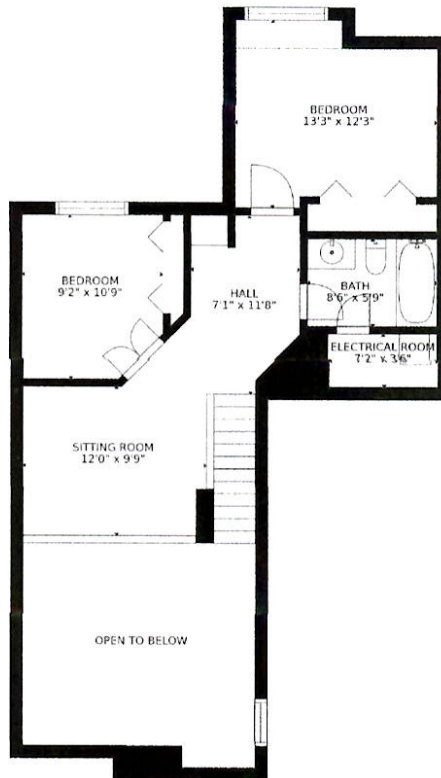 BEDROOM
13'3" x 12'3"
BEDROOM
9'2" x 10'9"
HALL
7'1" x 11'8"
BATH
8'6" x 5'9"
ELECTRICAL ROOM
7'2" x 3'6"
SITTING ROOM
12'0" x 9'9"
OPEN TO BELOW